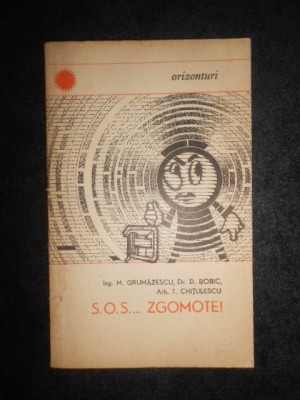 orizonturi
Ing. M. GRUMĂZESCU, Dr. D. BOBIC,
Arh. T. CHIȚULESCU
S.O.S... ZGOMOTE!